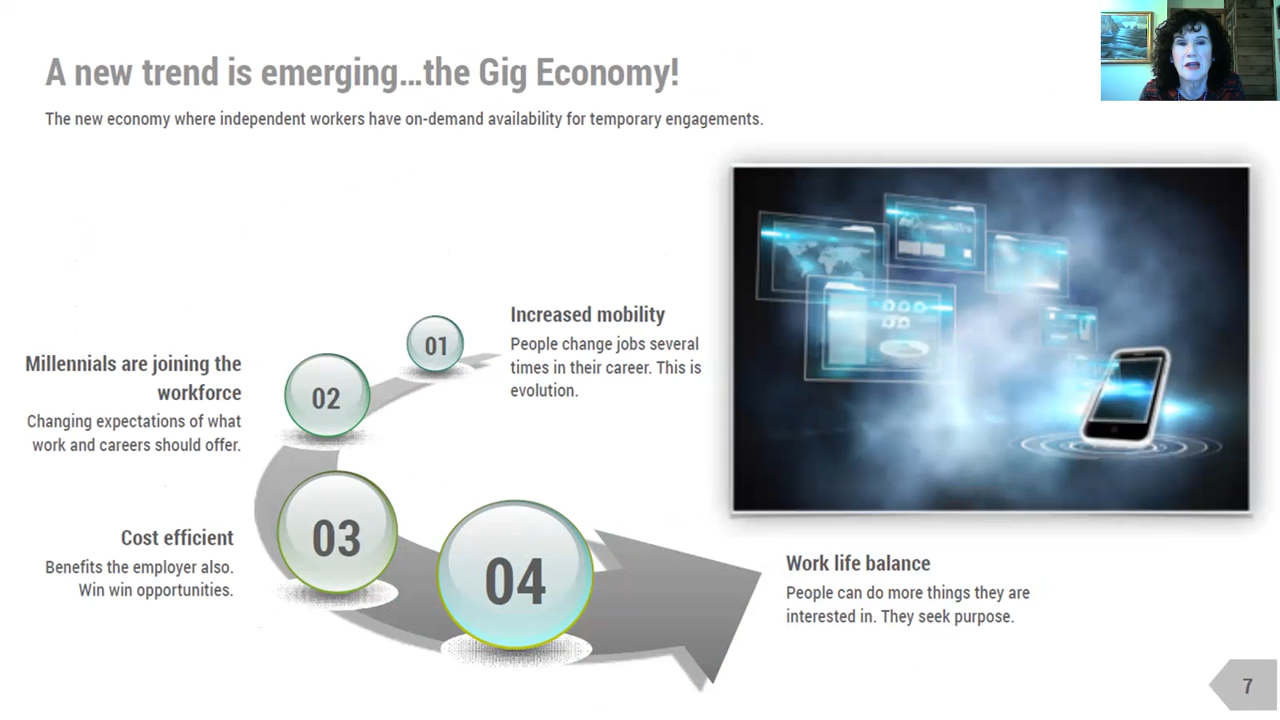 A new trend is emerging...the Gig Economy!
The new economy where independent workers have on-demand availability for temporary engagements.
01
Increased mobility
People change jobs several
times in their career. This is
evolution.
02
Millennials are joining the
workforce
Changing expectations of what
work and careers should offer.
03
Cost efficient
Benefits the employer also.
Win win opportunities.
04
Work life balance
People can do more things they are
interested in. They seek purpose.
7